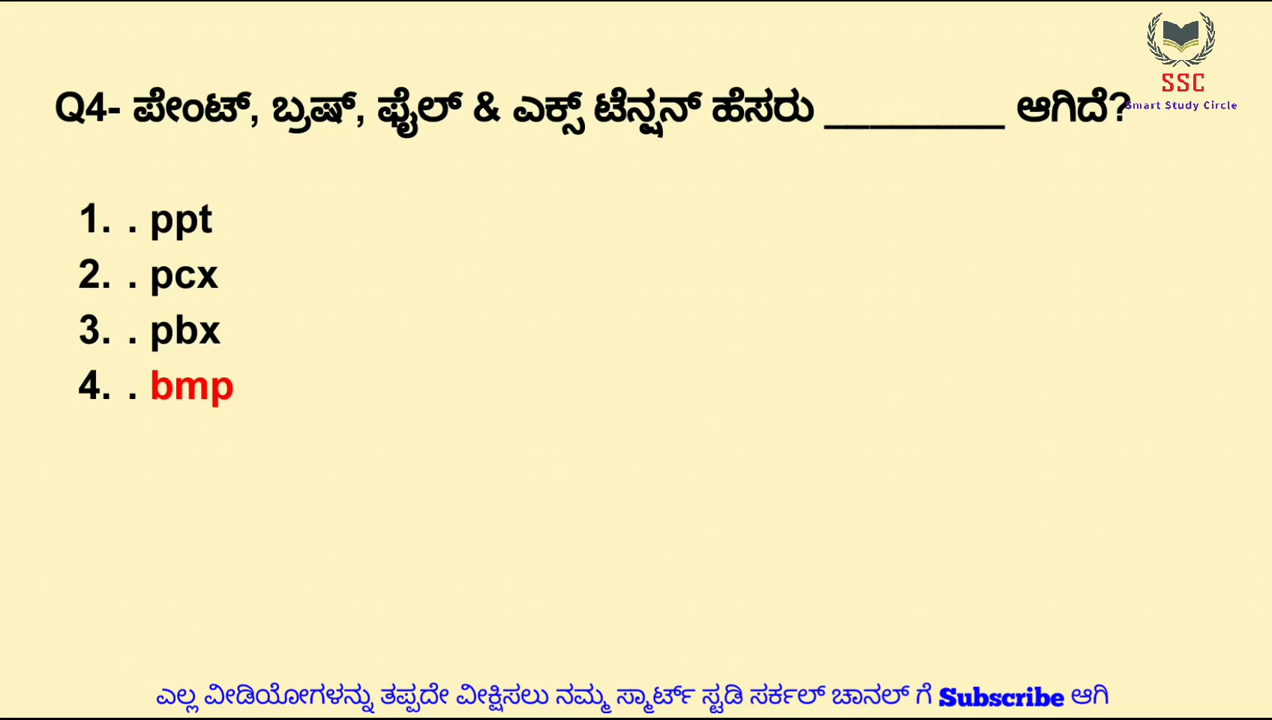 SSC
Smart Study Circle
Q4- ಪೇಂಟ್, ಬ್ರಷ್, ಫೈಲ್ & ಎಕ್ಸ್ ಟೆನ್ಷನ್ ಹೆಸರು ________ ಆಗಿದೆ?
1. . ppt
2. . pcx
3. . pbx
4. . bmp
ಎಲ್ಲ ವೀಡಿಯೋಗಳನ್ನು ತಪ್ಪದೇ ವೀಕ್ಷಿಸಲು ನಮ್ಮ ಸ್ಮಾರ್ಟ್ ಸ್ಟಡಿ ಸರ್ಕಲ್ ಚಾನಲ್ ಗೆ Subscribe ಆಗಿ